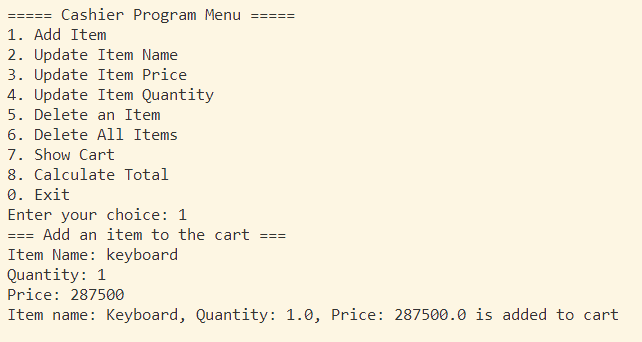 ===== Cashier Program Menu =====
1. Add Item
2. Update Item Name
3. Update Item Price
4. Update Item Quantity
5. Delete an Item
6. Delete All Items
7. Show Cart
8. Calculate Total
0. Exit
Enter your choice: 1
=== Add an item to the cart ===
Item Name: keyboard
Quantity: 1
Price: 287500
Item name: Keyboard, Quantity: 1.0, Price: 287500.0 is added to cart